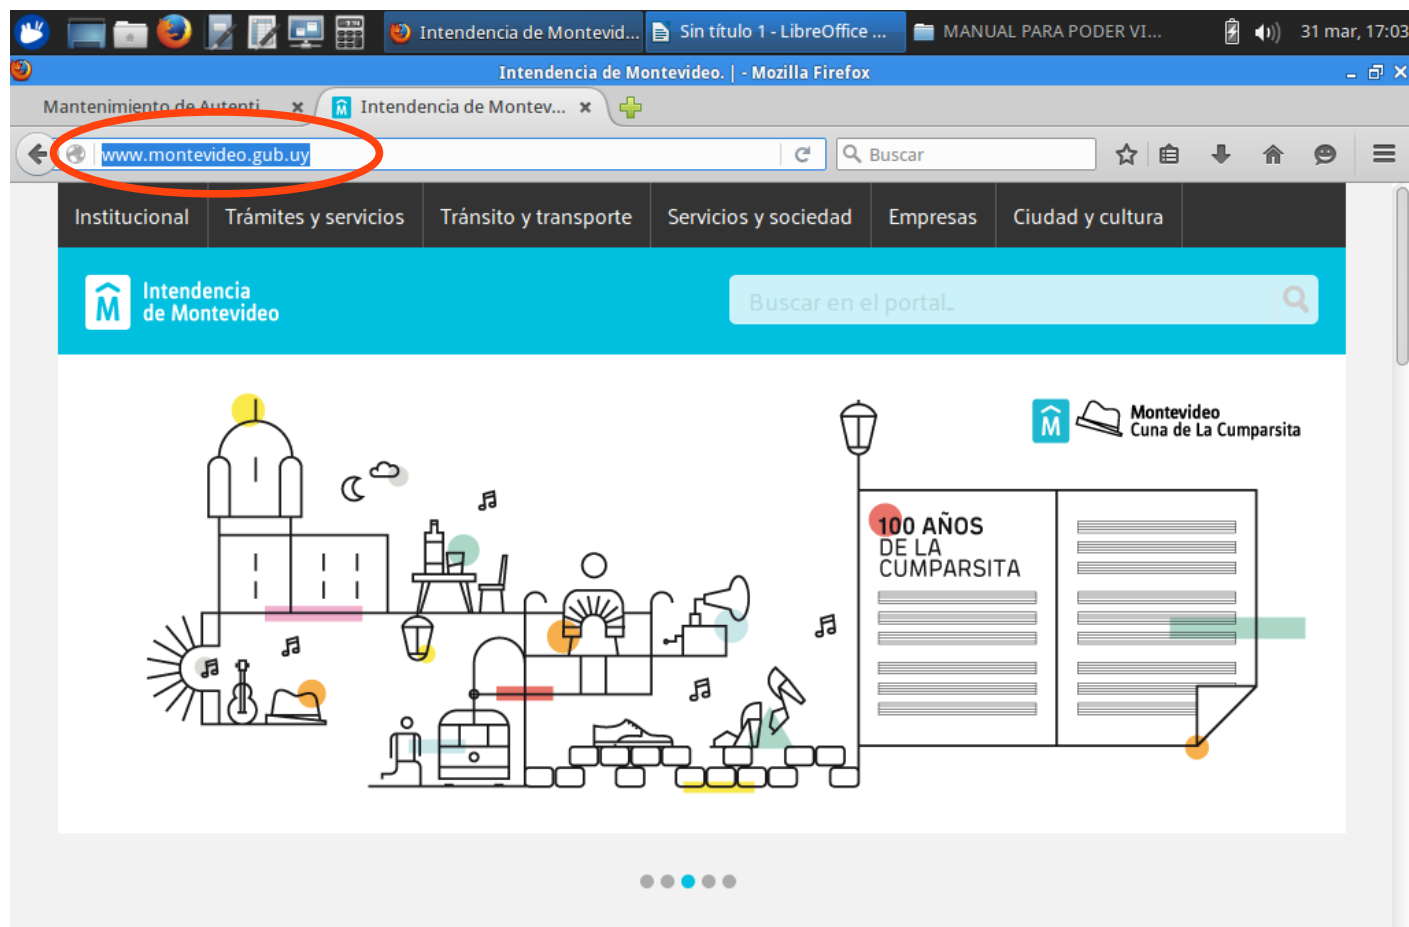 Intendencia de Montevid...
Sin título 1 - LibreOffice ...
MANUAL PARA PODER VI...
31 mar, 17:03
Intendencia de Montevideo. | - Mozilla Firefox
Mantenimiento de Autenti...
Intendencia de Montev...
www.montevideo.gub.uy
Buscar
Institucional
Trámites y servicios
Tránsito y transporte
Servicios y sociedad
Empresas
Ciudad y cultura
Intendencia
de Montevideo
Buscar en el portal...
Montevideo
Cuna de La Cumparsita
100 AÑOS
DE LA
CUMPARSITA